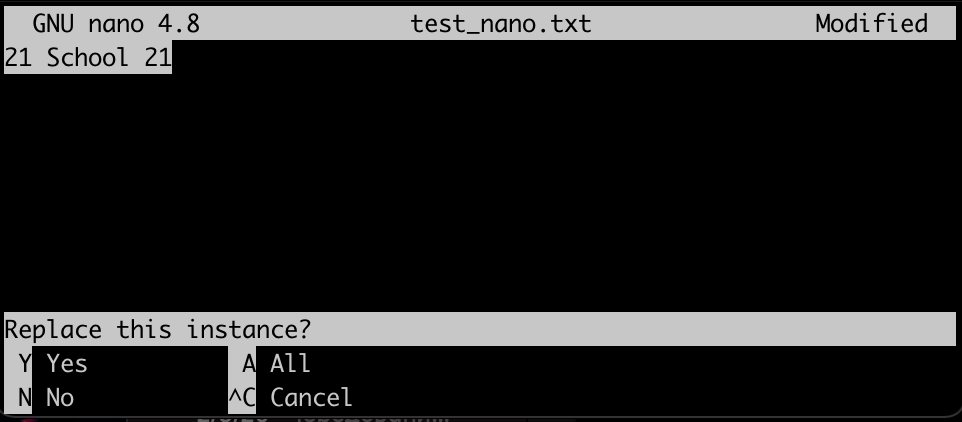 GNU nano 4.8 test_nano.txt Modified
21 School 21
Replace this instance?
Y Yes A All
N No ^C Cancel